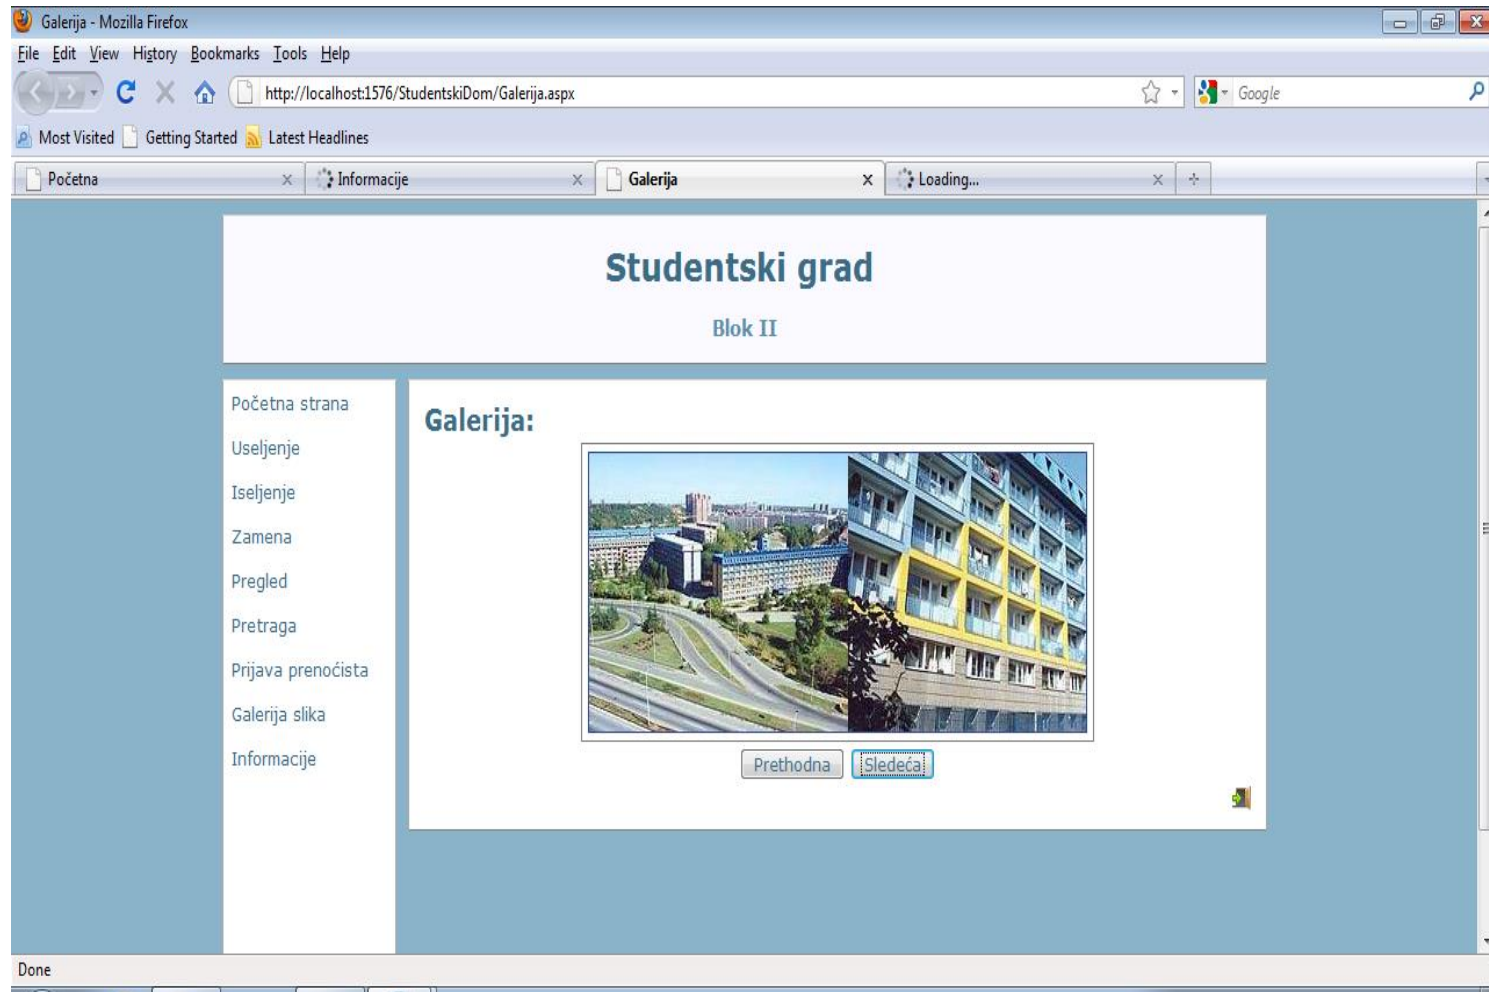 Galerija - Mozilla Firefox
File Edit View History Bookmarks Tools Help
http://localhost:1576/StudentskiDom/Galerija.aspx Google
Most Visited Getting Started Latest Headlines
Početna Informacije Galerija Loading...
Studentski grad
Blok II
Početna strana
Useljenje
Iseljenje
Zamena
Pregled
Pretraga
Prijava prenoćista
Galerija slika
Informacije
Galerija:
Prethodna Sledeća
Done